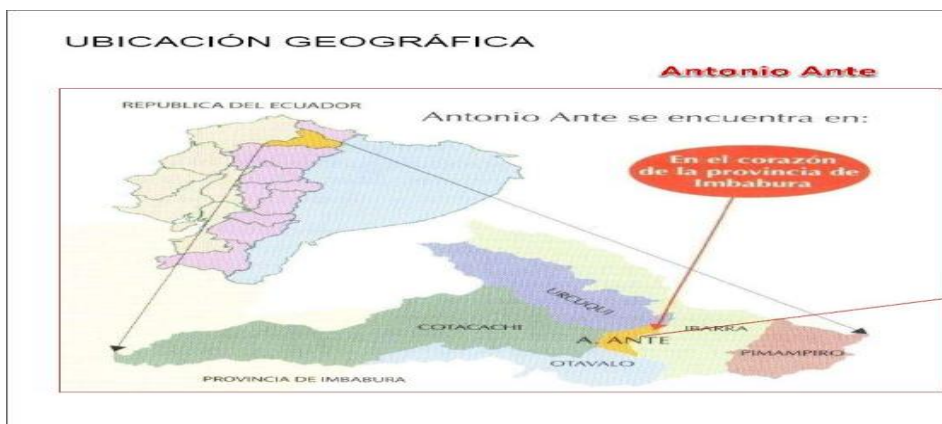 UBICACIÓN GEOGRÁFICA
Antonio Ante
REPUBLICA DEL ECUADOR
Antonio Ante se encuentra en:
En el corazón
de la provincia de
Imbabura
URCUQUI
COTACACHI
IBARRA
A. ANTE
PIMAMPIRO
OTAVALO
PROVINCIA DE IMBABURA